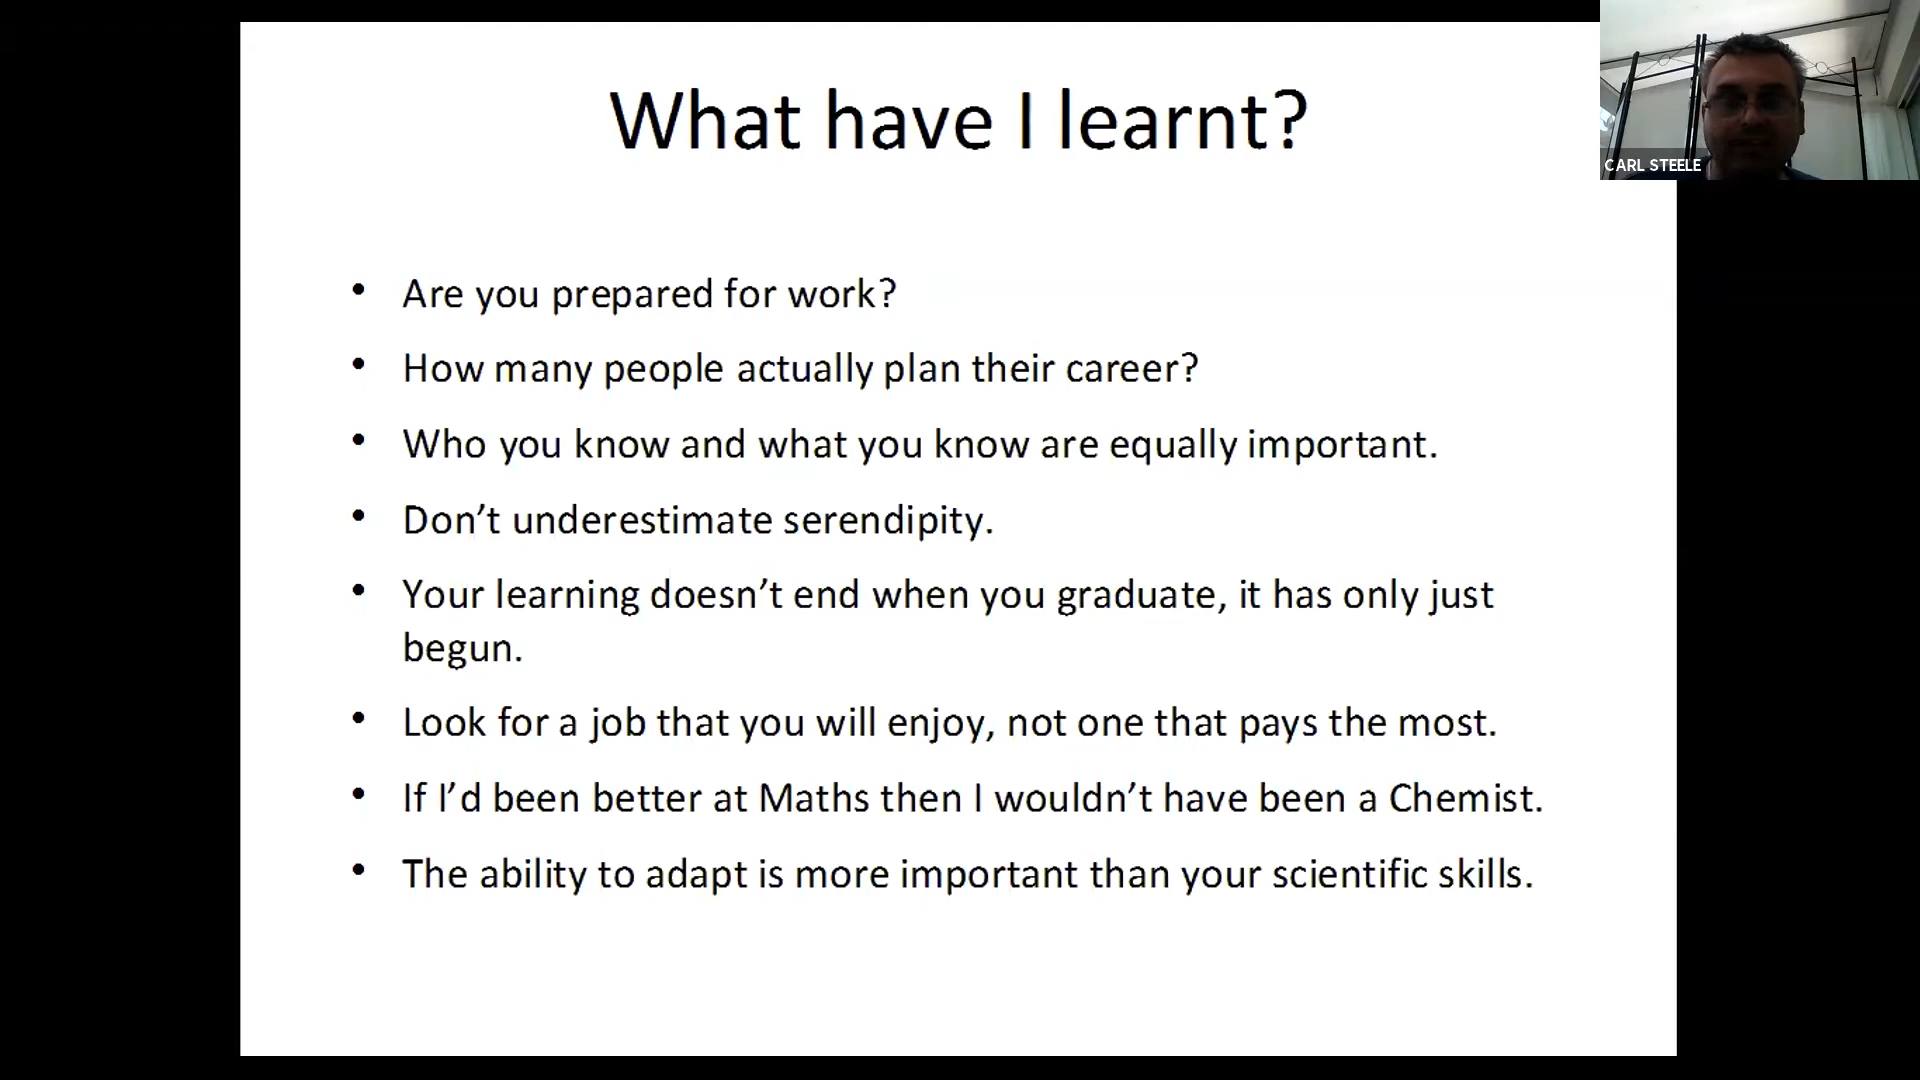 What have I learnt?
CARL STEELE
• Are you prepared for work?
• How many people actually plan their career?
• Who you know and what you know are equally important.
• Don’t underestimate serendipity.
• Your learning doesn’t end when you graduate, it has only just
begun.
• Look for a job that you will enjoy, not one that pays the most.
• If I’d been better at Maths then I wouldn’t have been a Chemist.
• The ability to adapt is more important than your scientific skills.